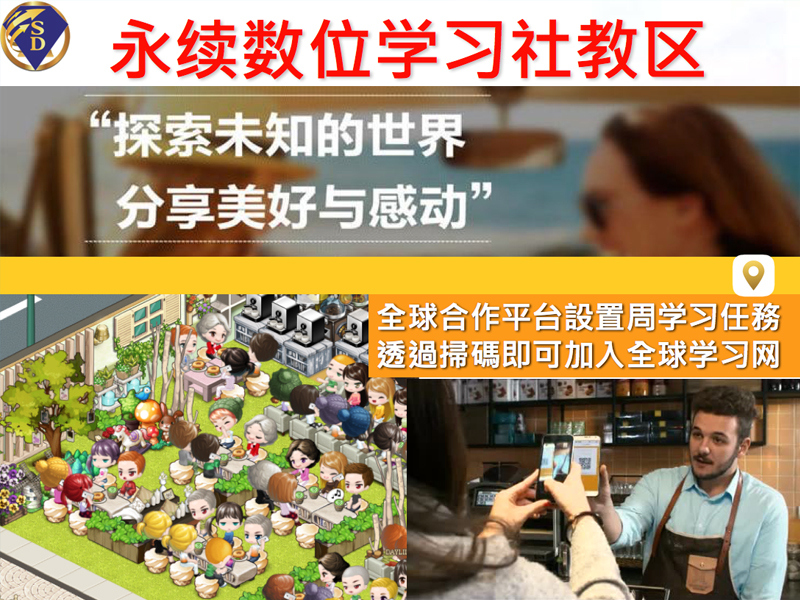 SD
永续数位学习社教区
“探索未知的世界
分享美好与感动”
全球合作平台設置周学习任務
透過掃碼即可加入全球学习网